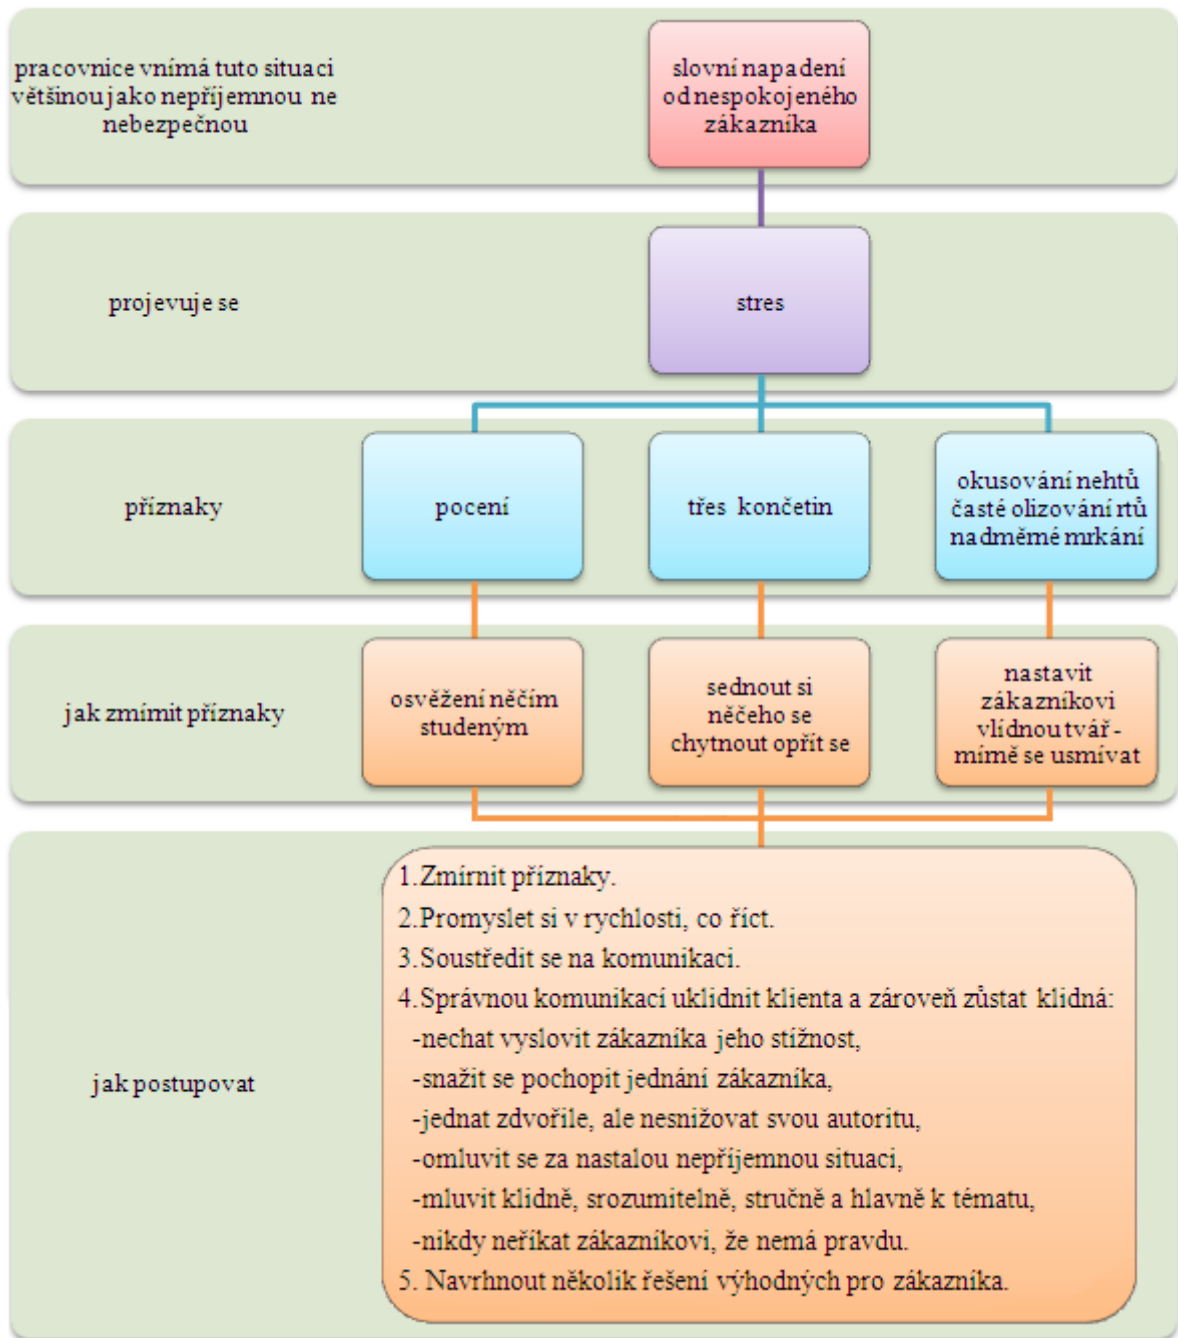 pracovnice vnímá tuto situaci
většinou jako nepříjemnou ne
nebezpečnou
slovní napadení
od nespokojeného
zákazníka
projevuje se
stres
příznaky
pocení
třes končetin
okusování nehtů
časté olizování rtů
nadměrné mrkání
jak zmírnit příznaky
osvěžení něčím
studeným
sednout si
něčeho se
chytnout opřít se
nastavit
zákazníkovi
vlídnou tvář -
mírně se usmívat
jak postupovat
1.Zmírnit příznaky.
2.Promyslet si v rychlosti, co říct.
3.Soustředit se na komunikaci.
4.Správnou komunikací uklidnit klienta a zároveň zůstat klidná:
-nechat vyslovit zákazníka jeho stížnost,
-snažit se pochopit jednání zákazníka,
-jednat zdvořile, ale nesnižovat svou autoritu,
-omluvit se za nastalou nepříjemnou situaci,
-mluvit klidně, srozumitelně, stručně a hlavně k tématu,
-nikdy neříkat zákazníkovi, že nemá pravdu.
5. Navrhnout několik řešení výhodných pro zákazníka.